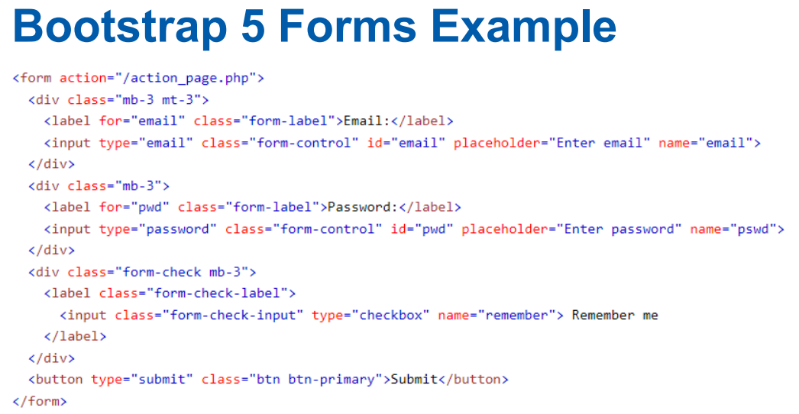 Bootstrap 5 Forms Example
<form action="/action_page.php">
  <div class="mb-3 mt-3">
    <label for="email" class="form-label">Email:</label>
    <input type="email" class="form-control" id="email" placeholder="Enter email" name="email">
  </div>
  <div class="mb-3">
    <label for="pwd" class="form-label">Password:</label>
    <input type="password" class="form-control" id="pwd" placeholder="Enter password" name="pswd">
  </div>
  <div class="form-check mb-3">
    <label class="form-check-label">
      <input class="form-check-input" type="checkbox" name="remember"> Remember me
    </label>
  </div>
  <button type="submit" class="btn btn-primary">Submit</button>
</form>